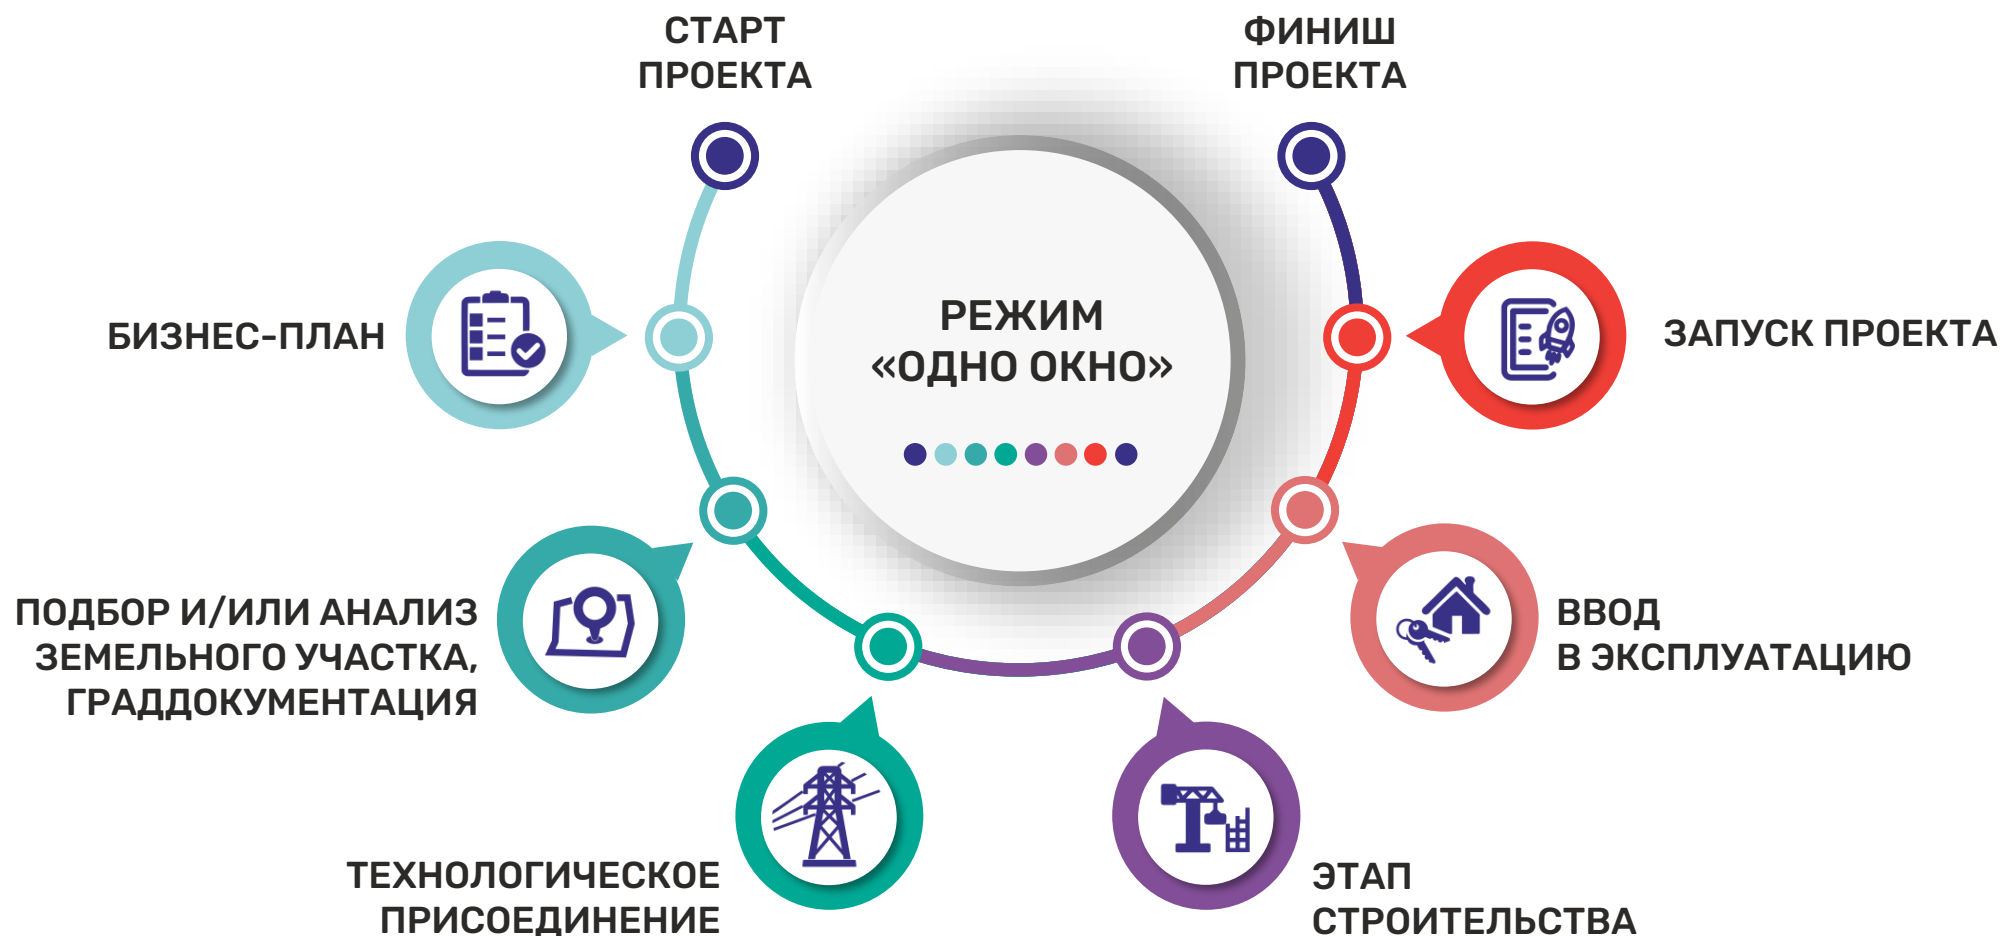 СТАРТ
ПРОЕКТА
ФИНИШ
ПРОЕКТА
РЕЖИМ
«ОДНО ОКНО»
БИЗНЕС-ПЛАН
ЗАПУСК ПРОЕКТА
ПОДБОР И/ИЛИ АНАЛИЗ
ЗЕМЕЛЬНОГО УЧАСТКА,
ГРАДДОКУМЕНТАЦИЯ
ВВОД
В ЭКСПЛУАТАЦИЮ
ТЕХНОЛОГИЧЕСКОЕ
ПРИСОЕДИНЕНИЕ
ЭТАП
СТРОИТЕЛЬСТВА